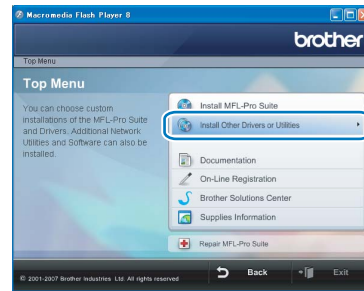 Macromedia Flash Player 8
brother
Top Menu
Top Menu
You can choose custom
installations of the MFL-Pro Suite
and Drivers. Additional Network
Utilities and Software can also be
installed.
Install MFL-Pro Suite
Install Other Drivers or Utilities
Documentation
On-Line Registration
Brother Solutions Center
Supplies Information
Repair MFL-Pro Suite
© 2001-2007 Brother Industries Ltd. All rights reserved
Back
Exit